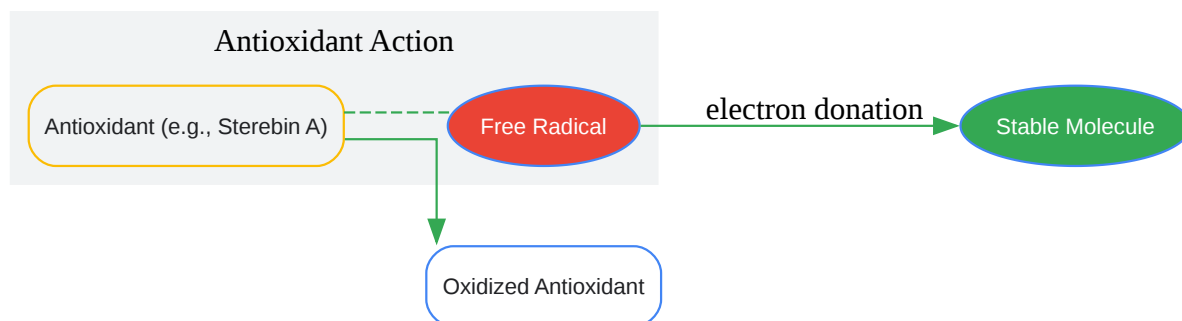 Antioxidant Action
Antioxidant (e.g., Sterebin A)
Free Radical
electron donation
Stable Molecule
Oxidized Antioxidant